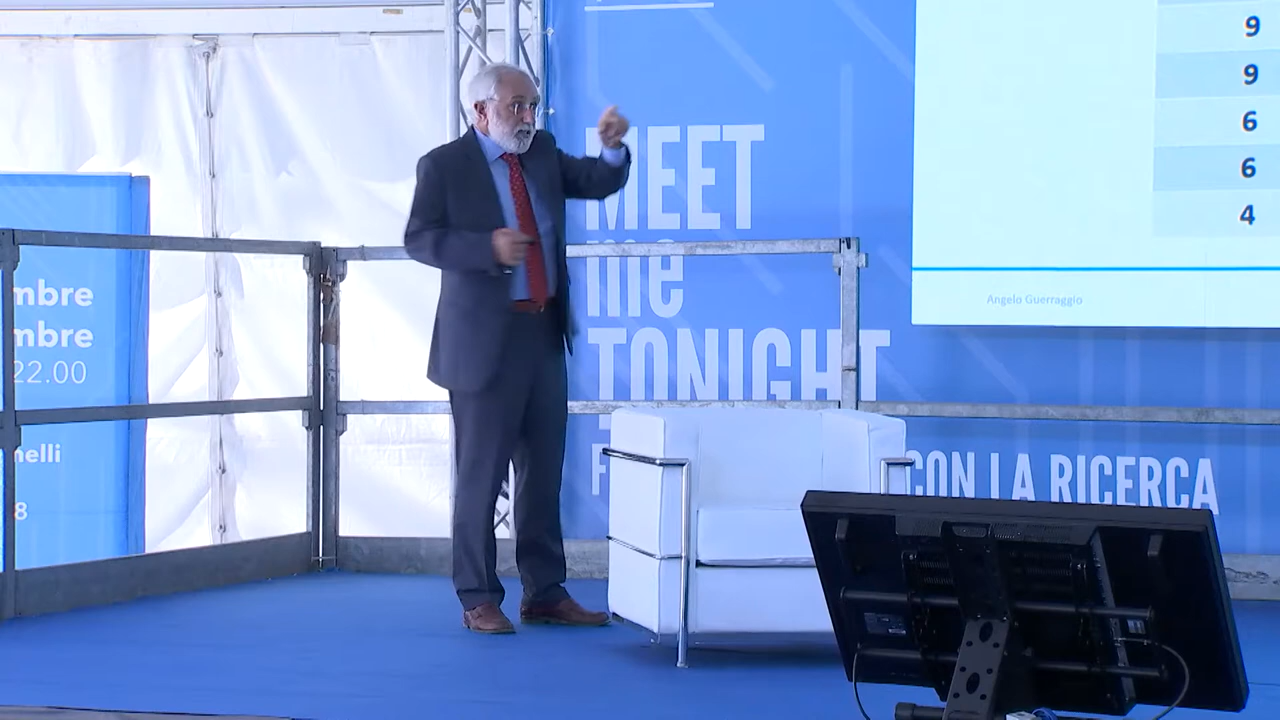 mbre
mbre
22.00
nelli
8
MEET
me
TONIGHT
F
CON LA RICERCA
9
9
6
6
4
Angelo Guerraggio